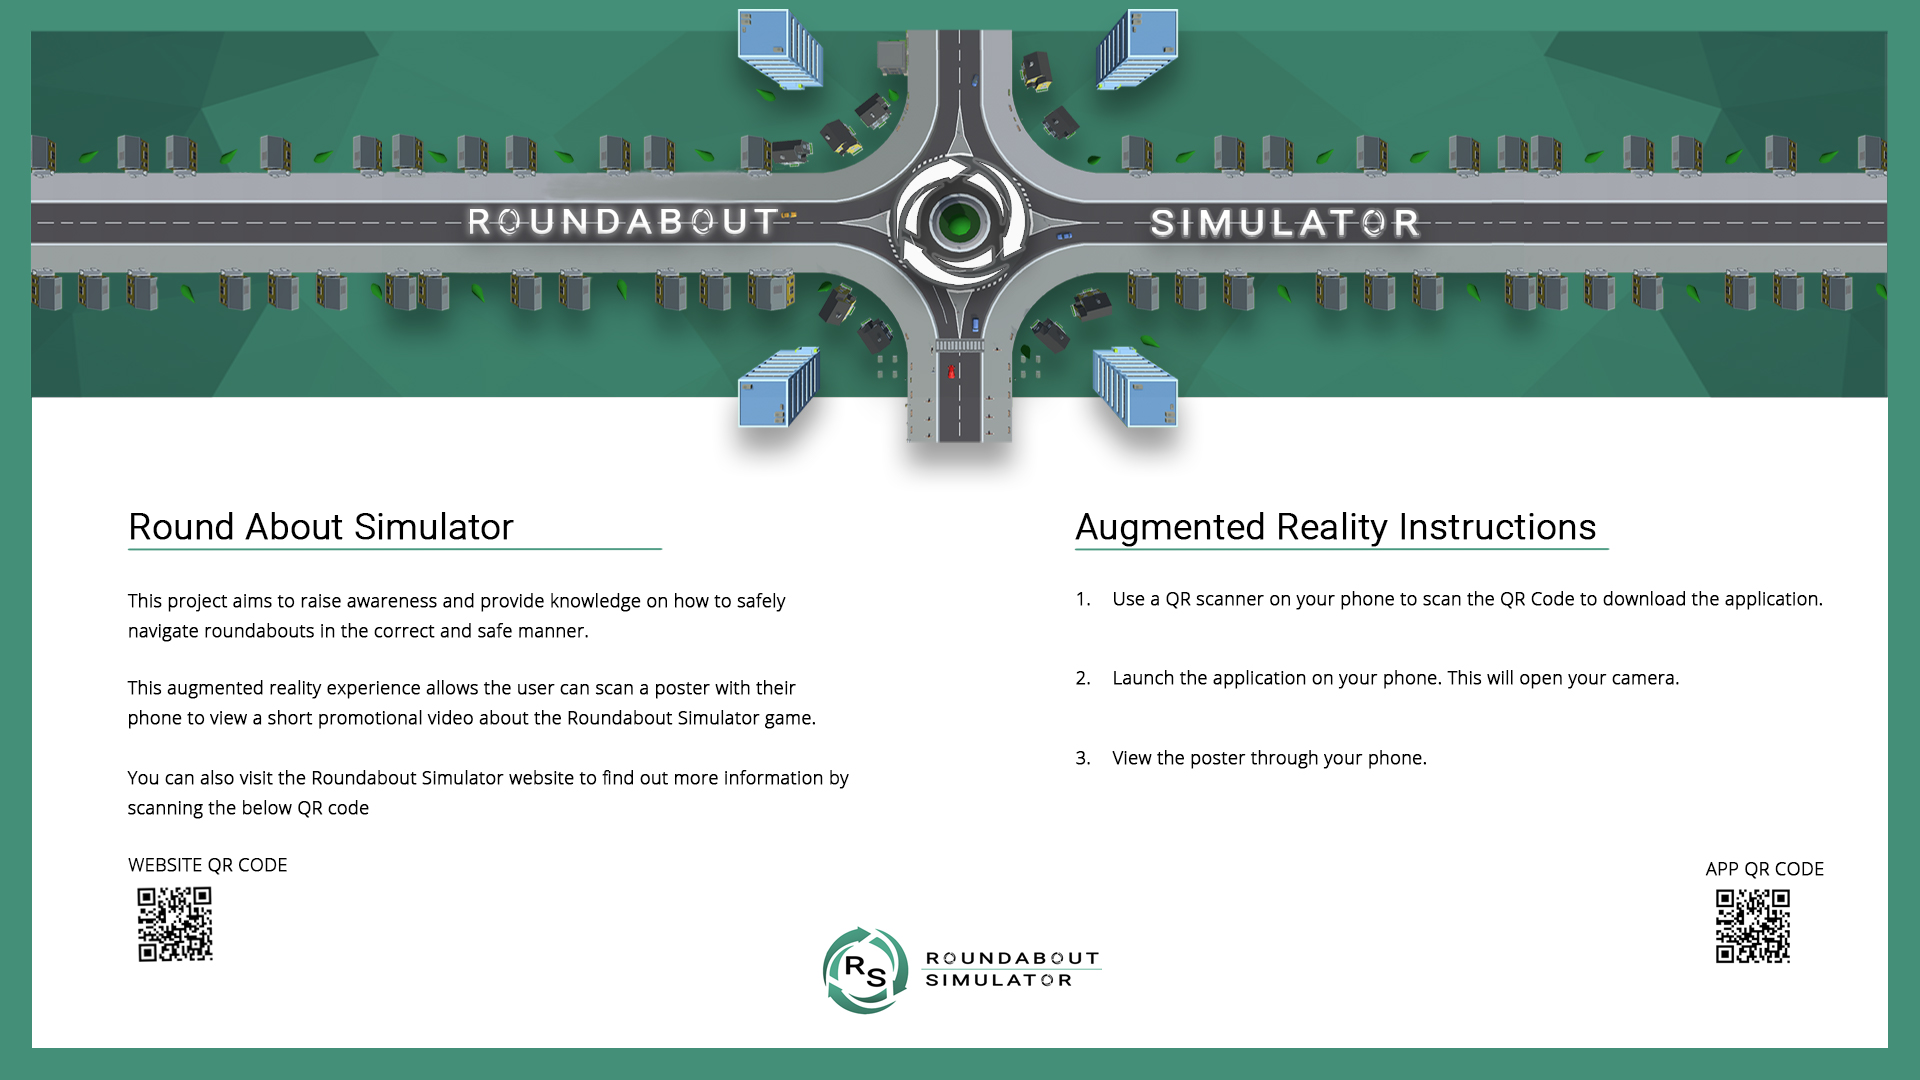 ROUNDABOUT SIMULATOR
Round About Simulator
This project aims to raise awareness and provide knowledge on how to safely
navigate roundabouts in the correct and safe manner.
This augmented reality experience allows the user can scan a poster with their
phone to view a short promotional video about the Roundabout Simulator game.
You can also visit the Roundabout Simulator website to find out more information by
scanning the below QR code
WEBSITE QR CODE
Augmented Reality Instructions
1. Use a QR scanner on your phone to scan the QR Code to download the application.
2. Launch the application on your phone. This will open your camera.
3. View the poster through your phone.
APP QR CODE
RS
ROUNDABOUT
SIMULATOR